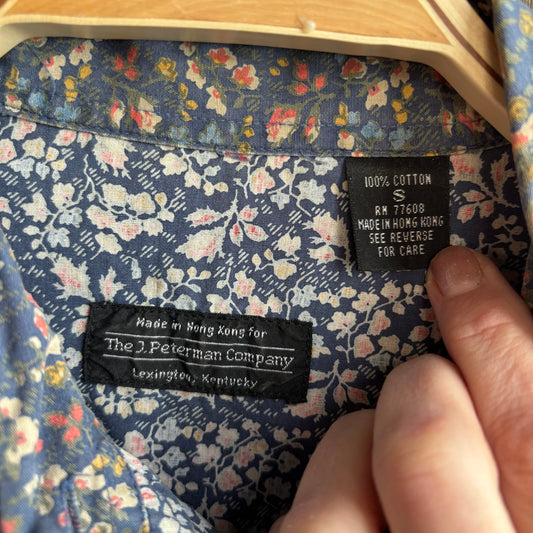 100% COTTON
S
RN 77608
MADE IN HONG KONG
SEE REVERSE
FOR CARE
Made in Hong Kong for
The J. Peterman Company
Lexington, Kentucky